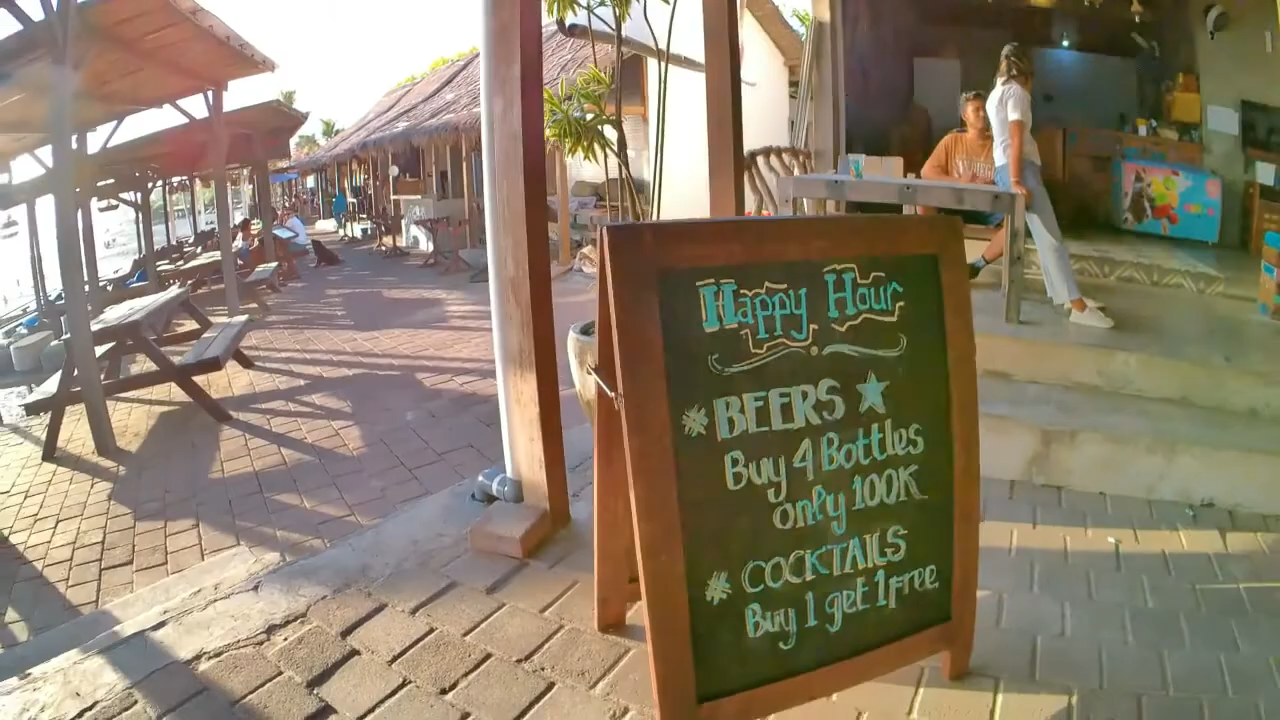 Happy Hour
* BEERS
Buy 4 Bottles
only 100K
* COCKTAILS
Buy 1 get 1 Free